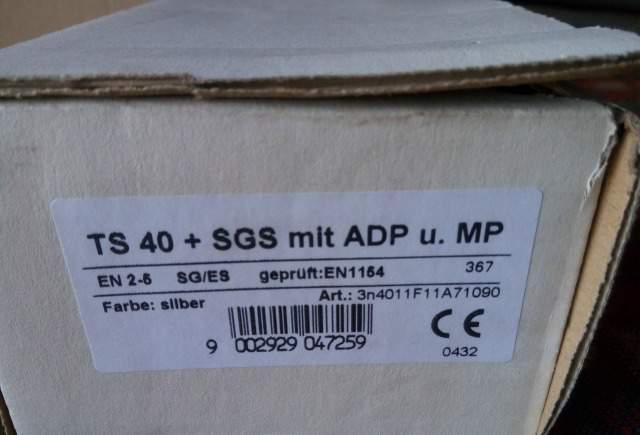 TS 40 + SGS mit ADP u. MP
EN 2-5 SG/ES geprüft:EN1154 367
Farbe: silber Art.: 3n4011F11A71090
9 002929 047259
CE
0432